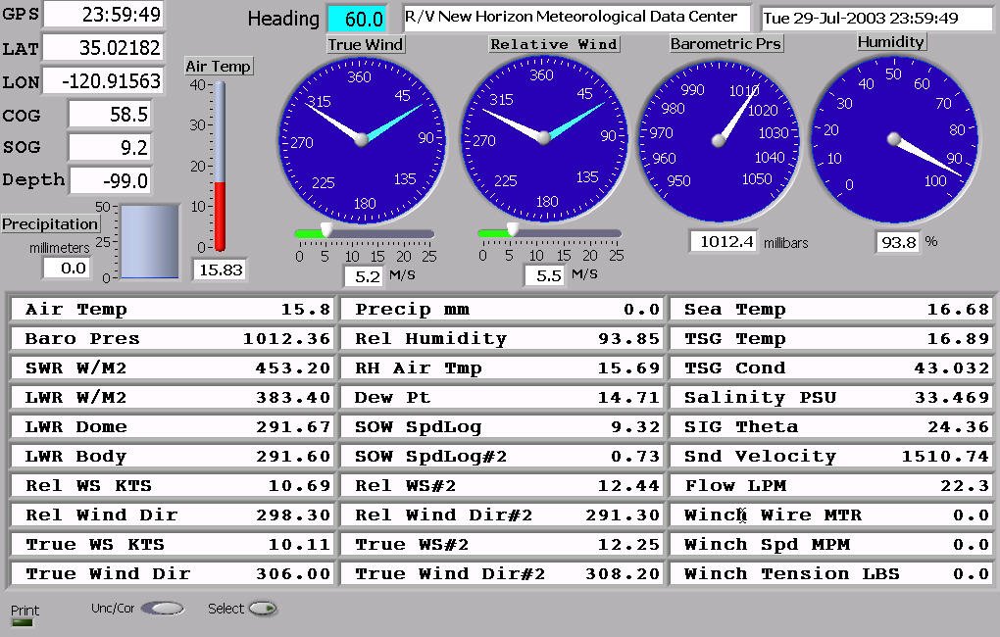 GPS 23:59:49 Heading 60.0 R/V New Horizon Meteorological Data Center Tue 29-Jul-2003 23:59:49
LAT 35.02182
LON -120.91563
COG 58.5
SOG 9.2
Depth -99.0
Precipitation
millimeters
0.0
50
25
0
Air Temp
40
30
20
10
0
15.83
True Wind
360
45
90
135
180
225
270
315
0 5 10 15 20 25
5.2 M/S
Relative Wind
360
45
90
135
180
225
270
315
0 5 10 15 20 25
5.5 M/S
Barometric Prs
950
960
970
980
990
1010
1020
1030
1040
1050
1012.4 millibars
Humidity
0
10
20
30
40
50
60
70
80
90
100
93.8 %
Air Temp 15.8 Precip mm 0.0 Sea Temp 16.68
Baro Pres 1012.36 Rel Humidity 93.85 TSG Temp 16.89
SWR W/M2 453.20 RH Air Tmp 15.69 TSG Cond 43.032
LWR W/M2 383.40 Dew Pt 14.71 Salinity PSU 33.469
LWR Dome 291.67 SOW SpdLog 9.32 SIG Theta 24.36
LWR Body 291.60 SOW SpdLog#2 0.73 Snd Velocity 1510.74
Rel WS KTS 10.69 Rel WS#2 12.44 Flow LPM 22.3
Rel Wind Dir 298.30 Rel Wind Dir#2 291.30 Winch Wire MTR 0.0
True WS KTS 10.11 True WS#2 12.25 Winch Spd MPM 0.0
True Wind Dir 306.00 True Wind Dir#2 308.20 Winch Tension LBS 0.0
Print Unc/Cor Select